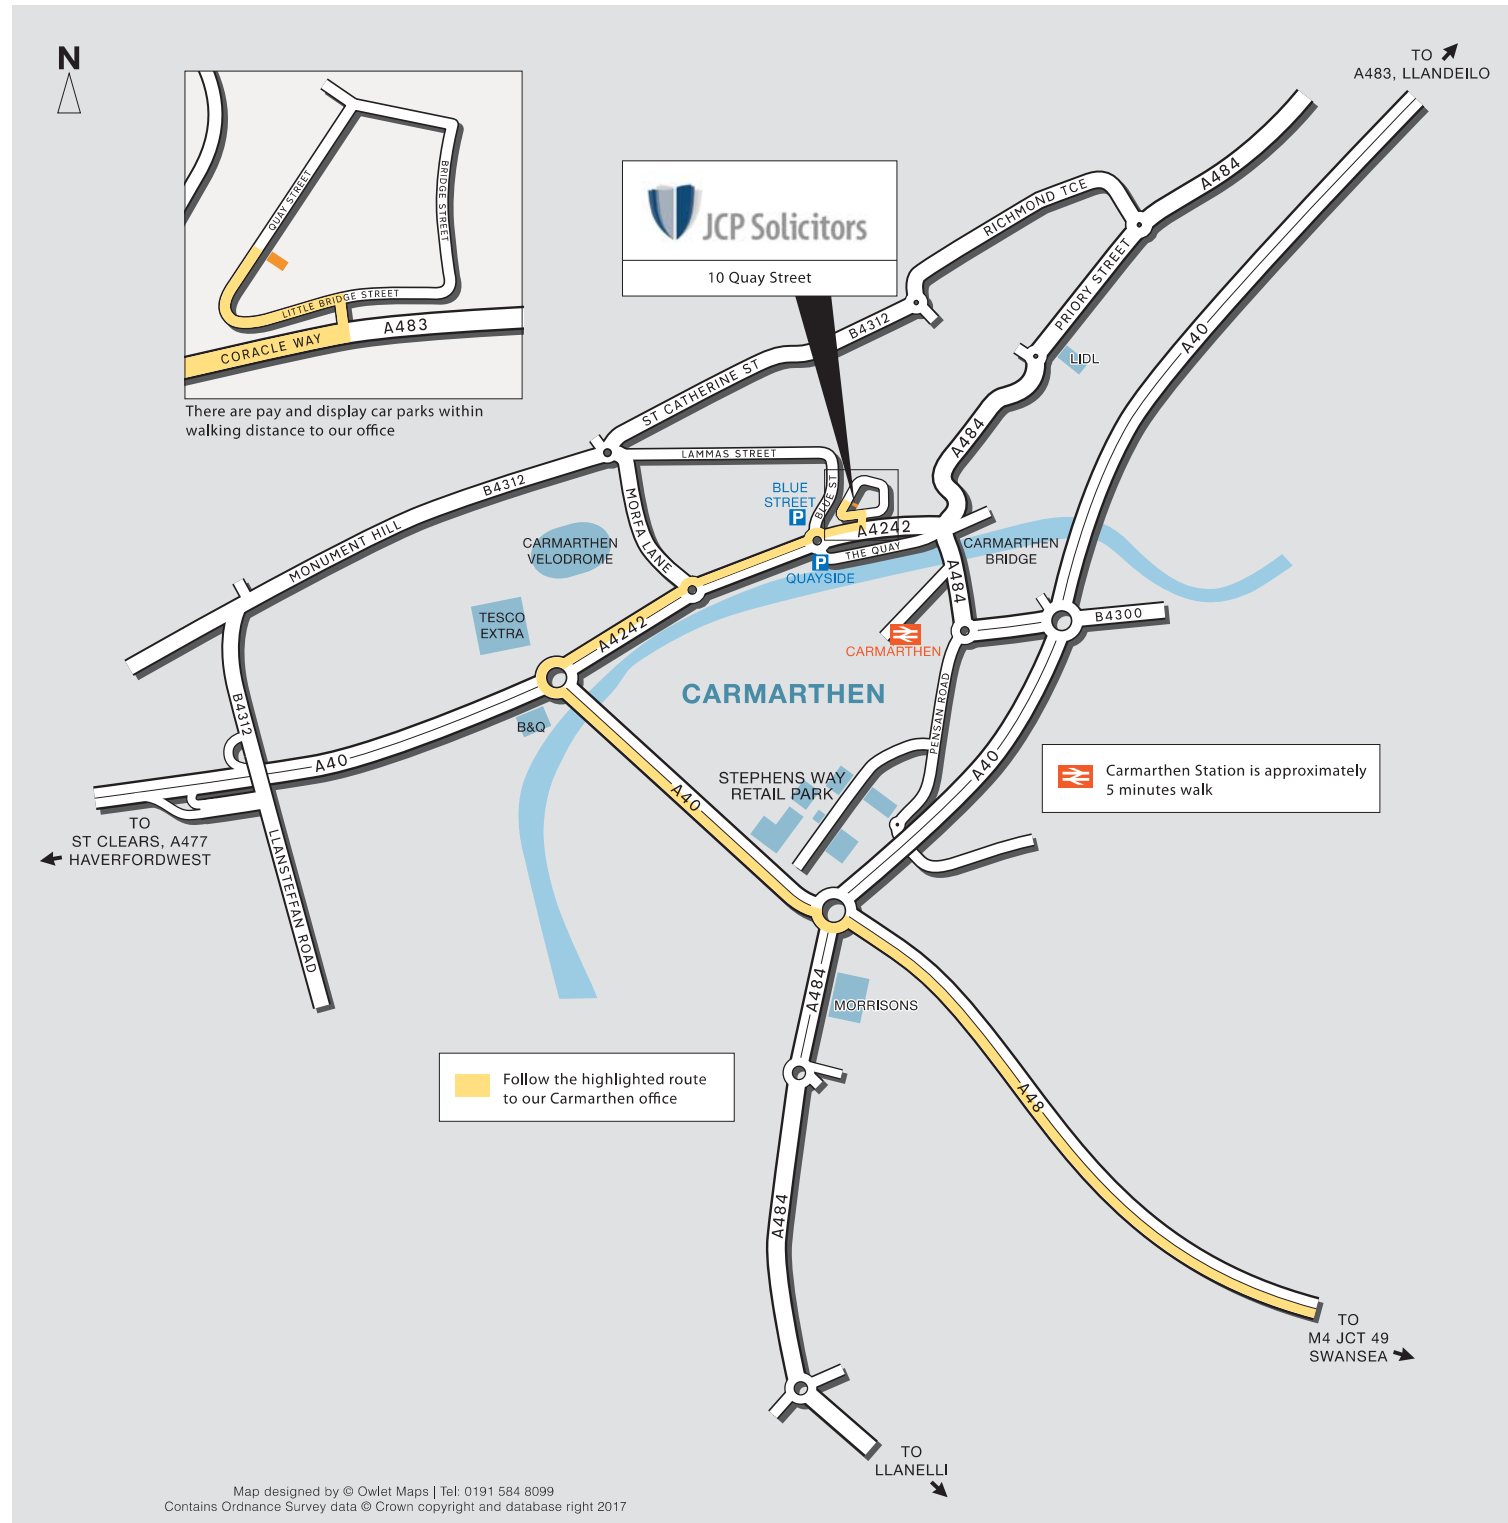 N
TO
A483, LLANDEILO
QUAY STREET
BRIDGE STREET
LITTLE BRIDGE STREET
CORACLE WAY
A483
There are pay and display car parks within
walking distance to our office
JCP Solicitors
10 Quay Street
RICHMOND TCE
A484
PRIORY STREET
B4312
A40
LIDL
ST CATHERINE ST
LAMMAS STREET
A484
B4312
MONUMENT HILL
MORFA LANE
BLUE
STREET
P
BLUE ST
A4242
THE QUAY
P
QUAYSIDE
CARMARTHEN
VELODROME
CARMARTHEN
BRIDGE
A484
B4300
TESCO
EXTRA
A4242
CARMARTHEN
CARMARTHEN
PENSAN ROAD
B4312
B&Q
A40
A40
STEPHENS WAY
RETAIL PARK
A40
Carmarthen Station is approximately
5 minutes walk
TO
ST CLEARS, A477
HAVERFORDWEST
LLANSTEFFAN ROAD
A484
MORRISONS
Follow the highlighted route
to our Carmarthen office
A48
A484
TO
M4 JCT 49
SWANSEA
TO
LLANELLI
Map designed by © Owlet Maps | Tel: 0191 584 8099
Contains Ordnance Survey data © Crown copyright and database right 2017